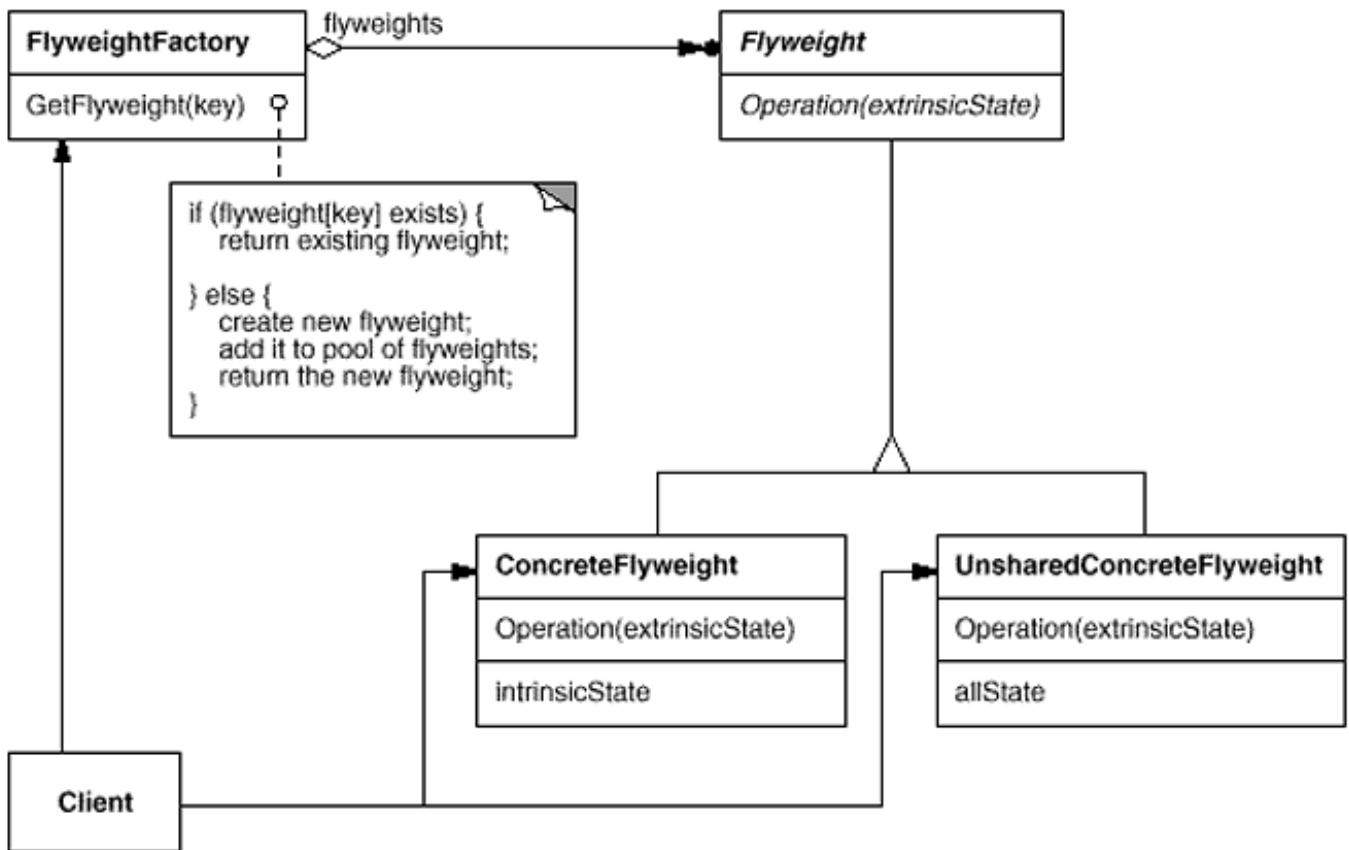 flyweights
FlyweightFactory
GetFlyweight(key)
Flyweight
Operation(extrinsicState)
if (flyweight[key] exists) {
return existing flyweight;
} else {
create new flyweight;
add it to pool of flyweights;
return the new flyweight;
}
ConcreteFlyweight
Operation(extrinsicState)
intrinsicState
UnsharedConcreteFlyweight
Operation(extrinsicState)
allState
Client